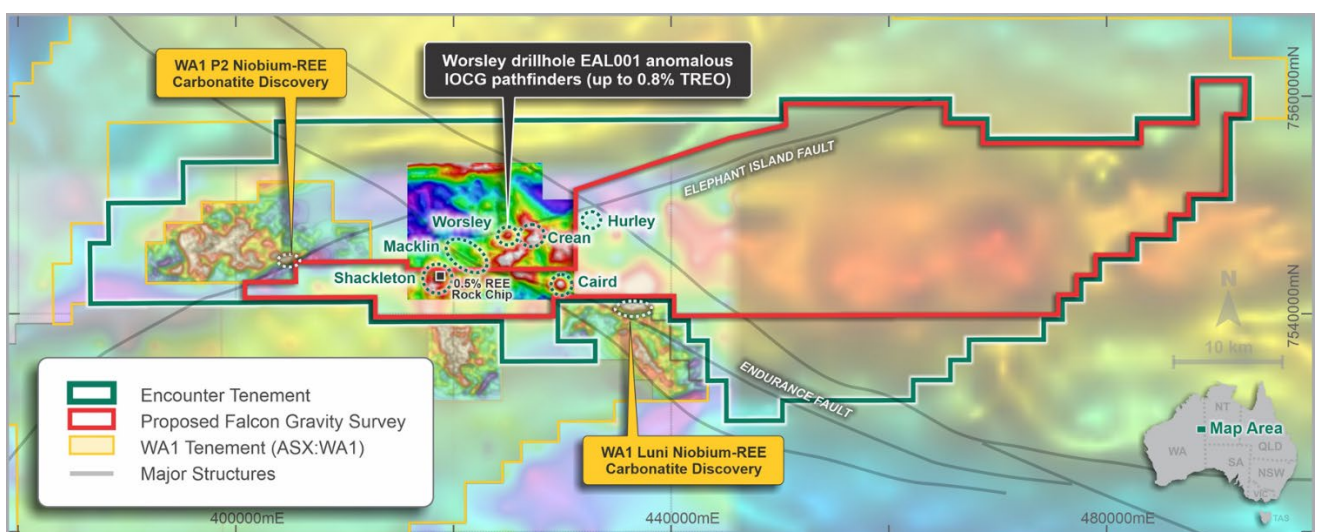 WA1 P2 Niobium-REE
Carbonatite Discovery
Worsley drillhole EAL001 anomalous
IOCG pathfinders (up to 0.8% TREO)
7560000mN
ELEPHANT ISLAND FAULT
Worsley
Hurley
Crean
Macklin
Shackleton
0.5% REE
Rock Chip
Caird
N
7540000mN
10 km
ENDURANCE FAULT
Encounter Tenement
Proposed Falcon Gravity Survey
WA1 Tenement (ASX:WA1)
Major Structures
WA1 Luni Niobium-REE
Carbonatite Discovery
NT
Map Area
WA
QLD
SA
NSW
VIC
TAS
400000mE
440000mE
480000mE